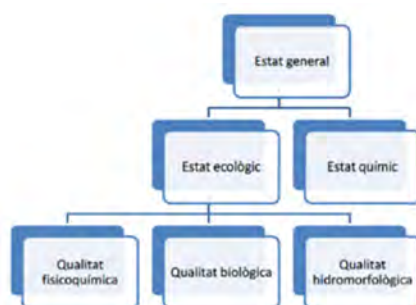 Estat general
Estat ecològic
Estat químic
Qualitat
fisicoquímica
Qualitat biològica
Qualitat
hidromorfològica